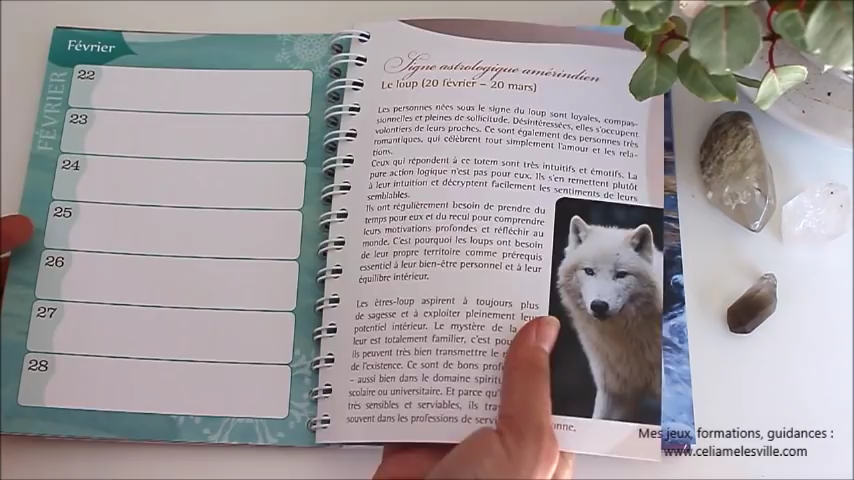 Février
FÉVRIER
22
23
24
25
26
27
28
Signe astrologique amérindien
Le loup (20 février – 20 mars)
Les personnes nées sous le signe du loup sont loyales, compas-
sionnelles et pleines de sollicitude. Désintéressées, elles s'occupent
volontiers de leurs proches. Ce sont également des personnes très
romantiques, qui célèbrent tout simplement l'amour et les rela-
tions.
Ceux qui répondent à ce totem sont très intuitifs et émotifs. La
pure action logique n'est pas pour eux. Ils s'en remettent plutôt
à leur intuition et décryptent facilement les sentiments de leurs
semblables.
Ils ont régulièrement besoin de prendre du
temps pour eux et du recul pour comprendre
leurs motivations profondes et réfléchir au
monde. C'est pourquoi les loups ont besoin
de leur propre territoire comme prérequis
essentiel à leur bien-être personnel et à leur
équilibre intérieur.
Les êtres-loup aspirent à toujours plus
de sagesse et à exploiter pleinement leur
potentiel intérieur. Le mystère de la
leur est totalement familier, c'est
ils peuvent très bien transmettre le
de l'existence. Ce sont de bons
– aussi bien dans le domaine
scolaire ou universitaire. Et parce
très sensibles et serviables, ils
souvent dans les professions de
Mes jeux, formations, guidances :
www.celiamelesville.com